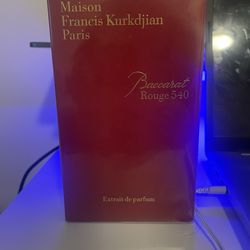 Maison
Francis Kurkdjian
Paris
Baccarat
Rouge 540
Extrait de parfum